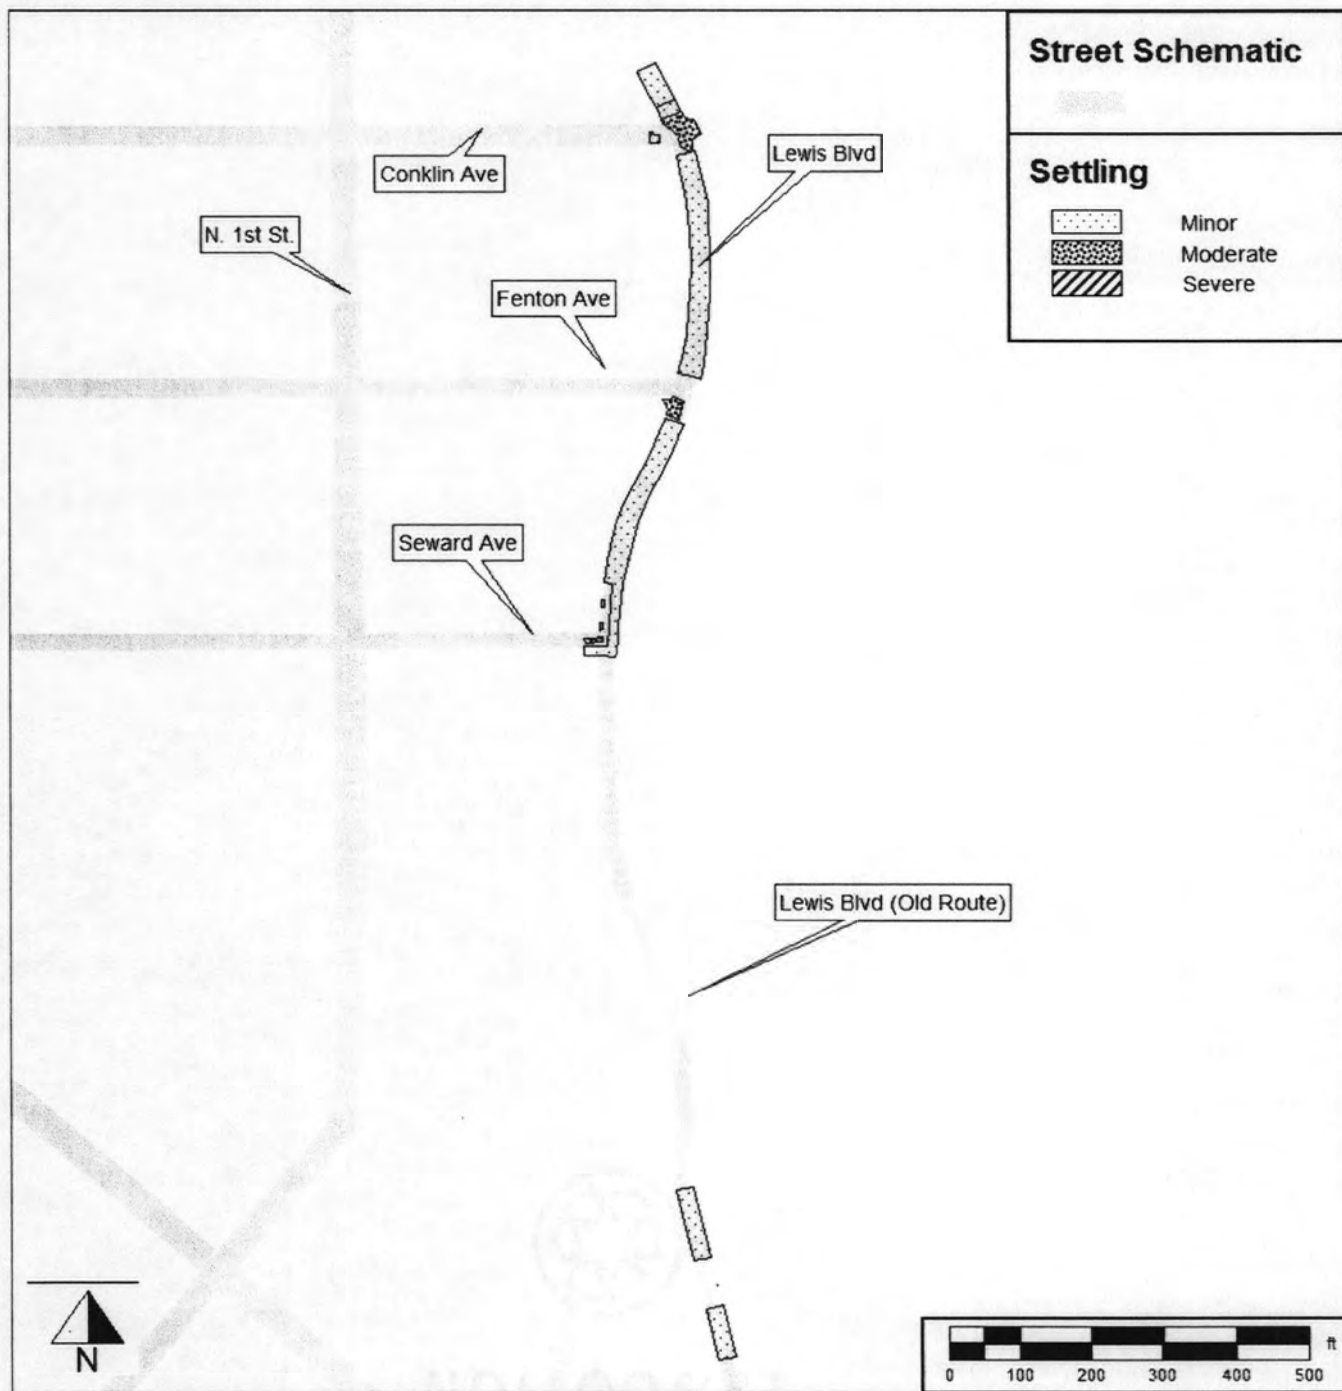 Street Schematic
Settling
Minor
Moderate
Severe
Conklin Ave
Lewis Blvd
N. 1st St.
Fenton Ave
Seward Ave
Lewis Blvd (Old Route)
N
ft
0 100 200 300 400 500